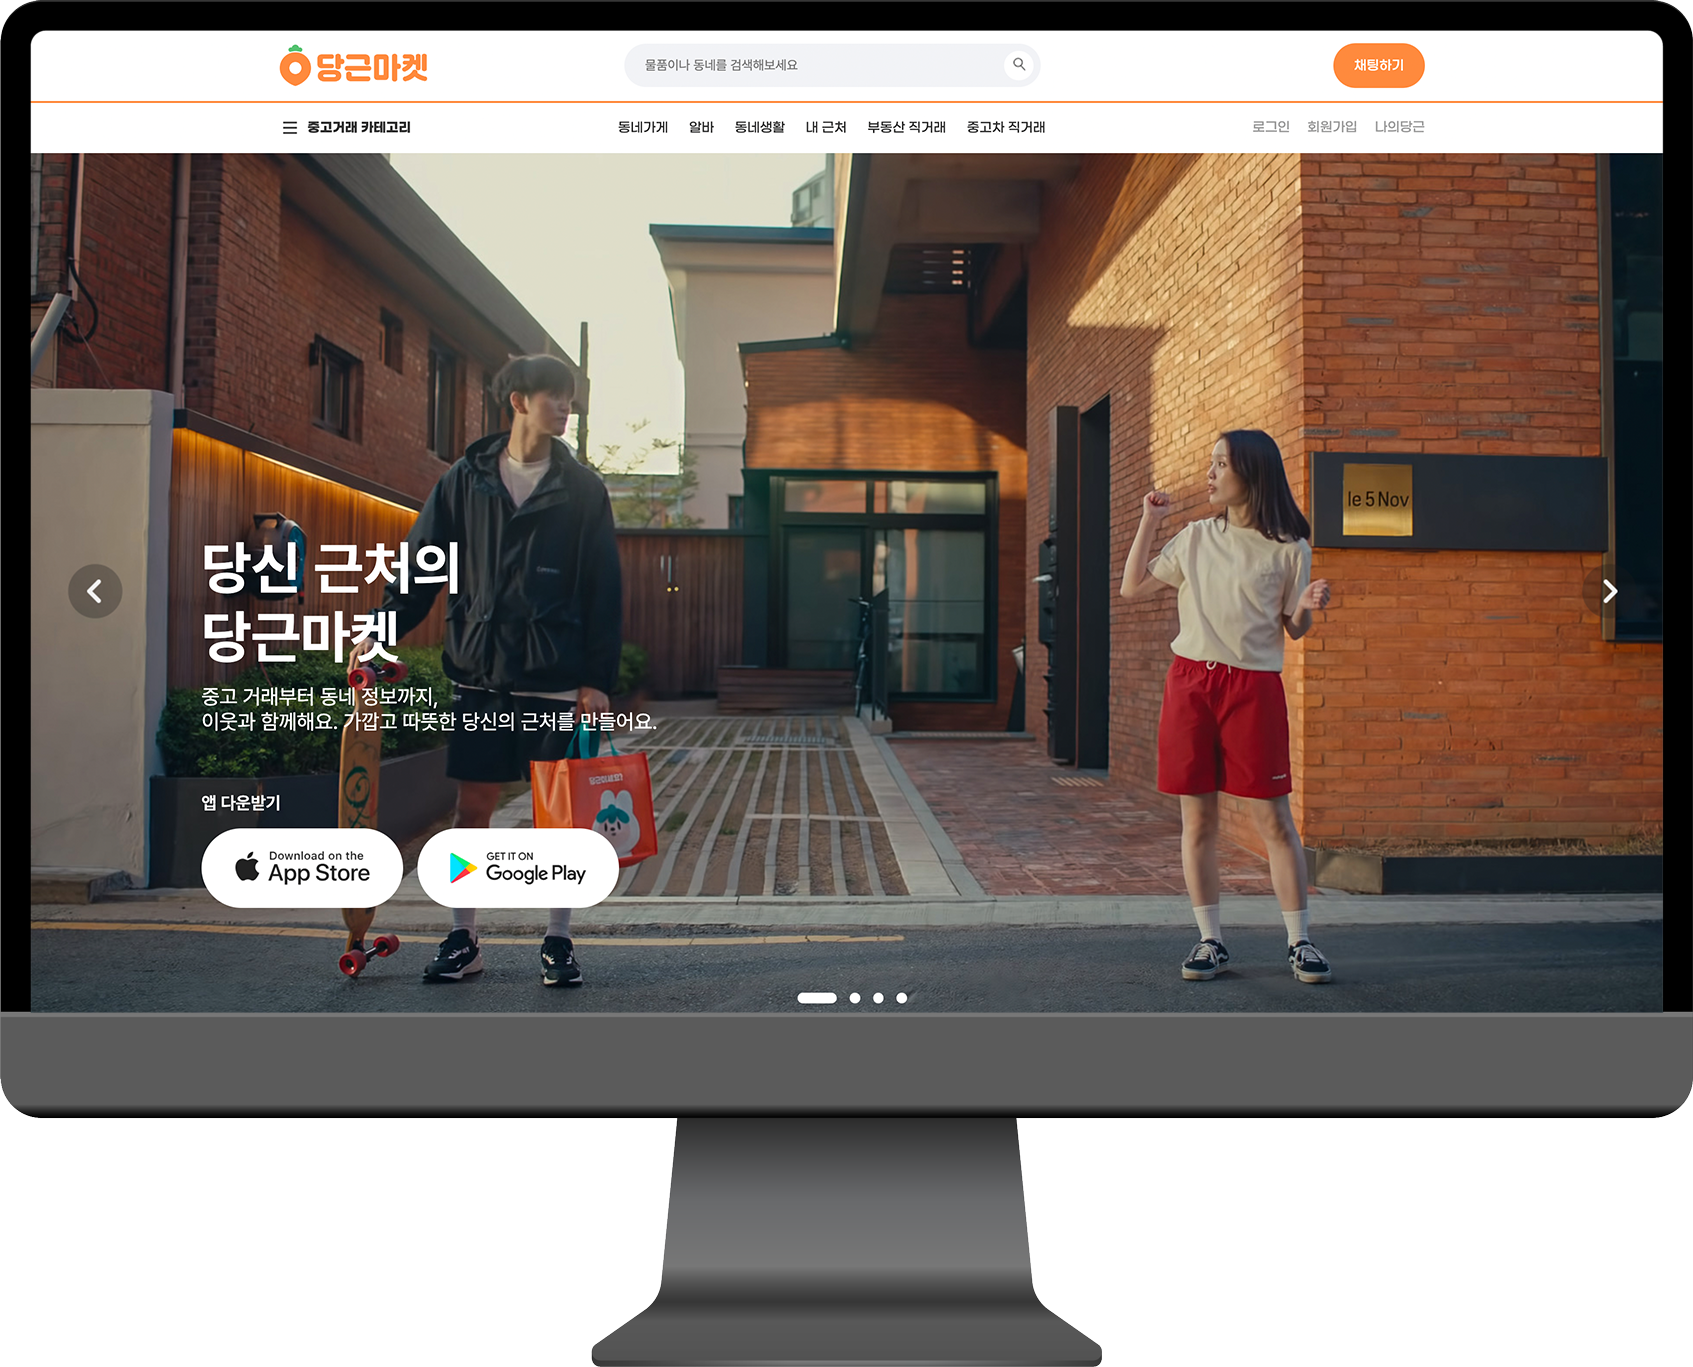 당근마켓
물품이나 동네를 검색해보세요
채팅하기
중고거래 카테고리
동네가게 알바 동네생활 내 근처 부동산 직거래 중고차 직거래
로그인 회원가입 나의당근
le 5 Nov
당신 근처의
당근마켓
중고 거래부터 동네 정보까지,
이웃과 함께해요. 가깝고 따뜻한 당신의 근처를 만들어요.
당근이세요?
앱 다운받기
Download on the
App Store
GET IT ON
Google Play